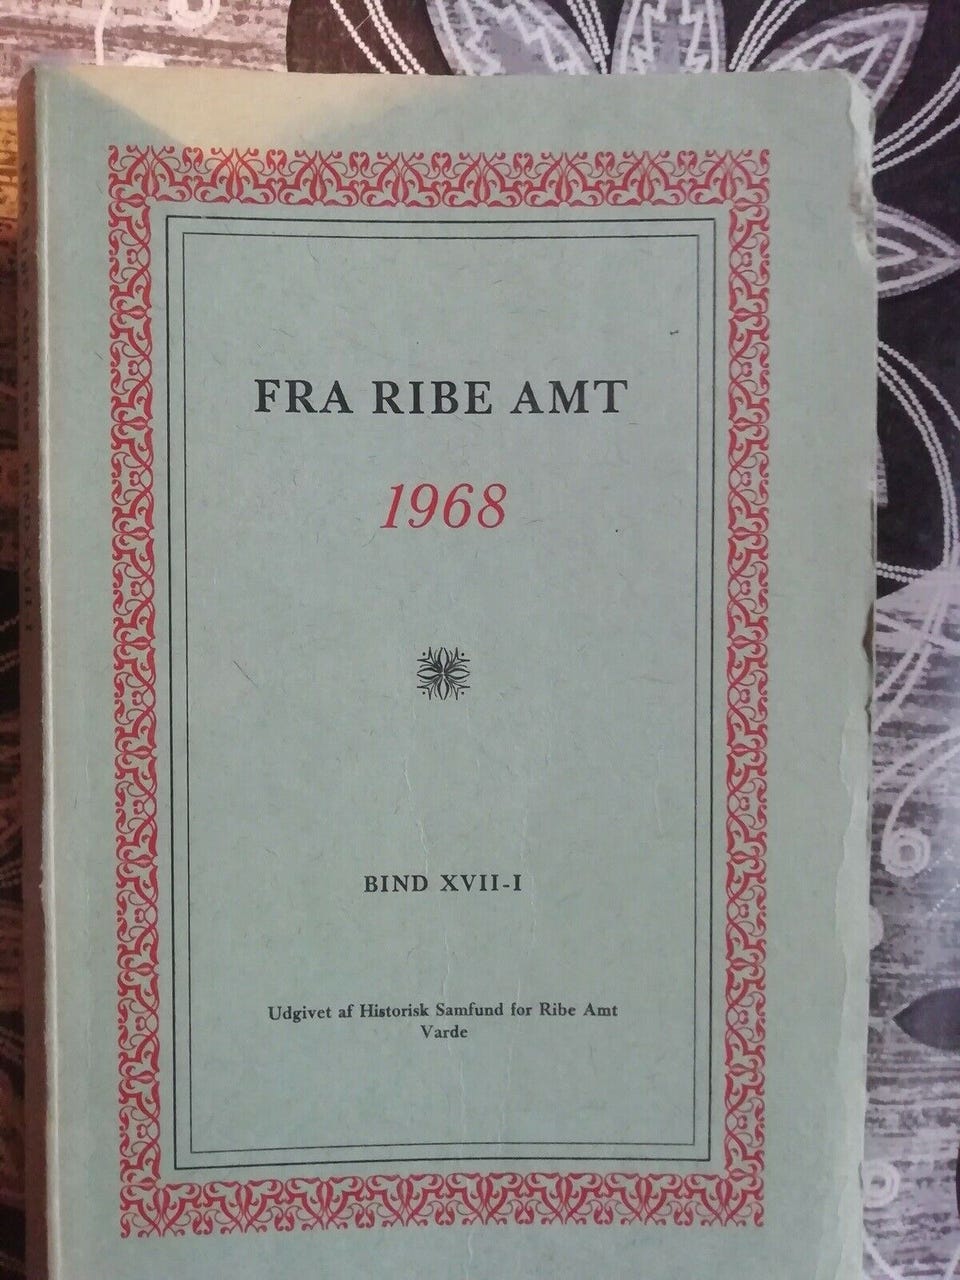 FRA RIBE AMT
1968
BIND XVII-I
Udgivet af Historisk Samfund for Ribe Amt
Varde